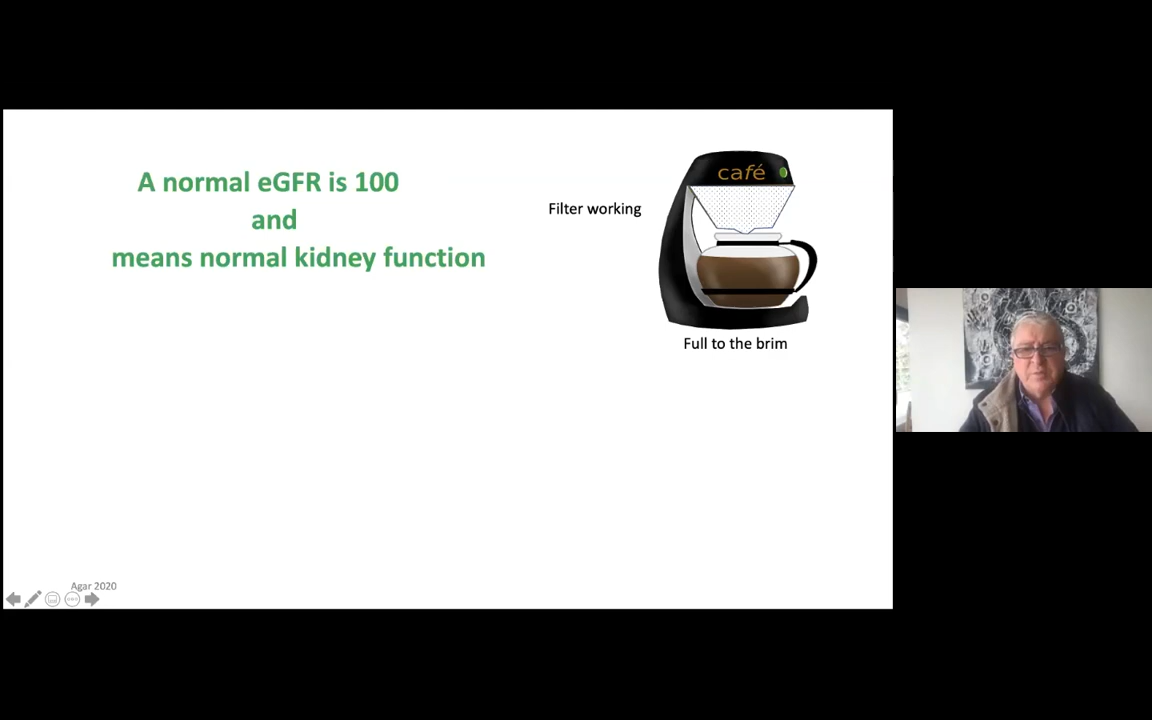 A normal eGFR is 100
and
means normal kidney function
café
Filter working
Full to the brim
Agar 2020